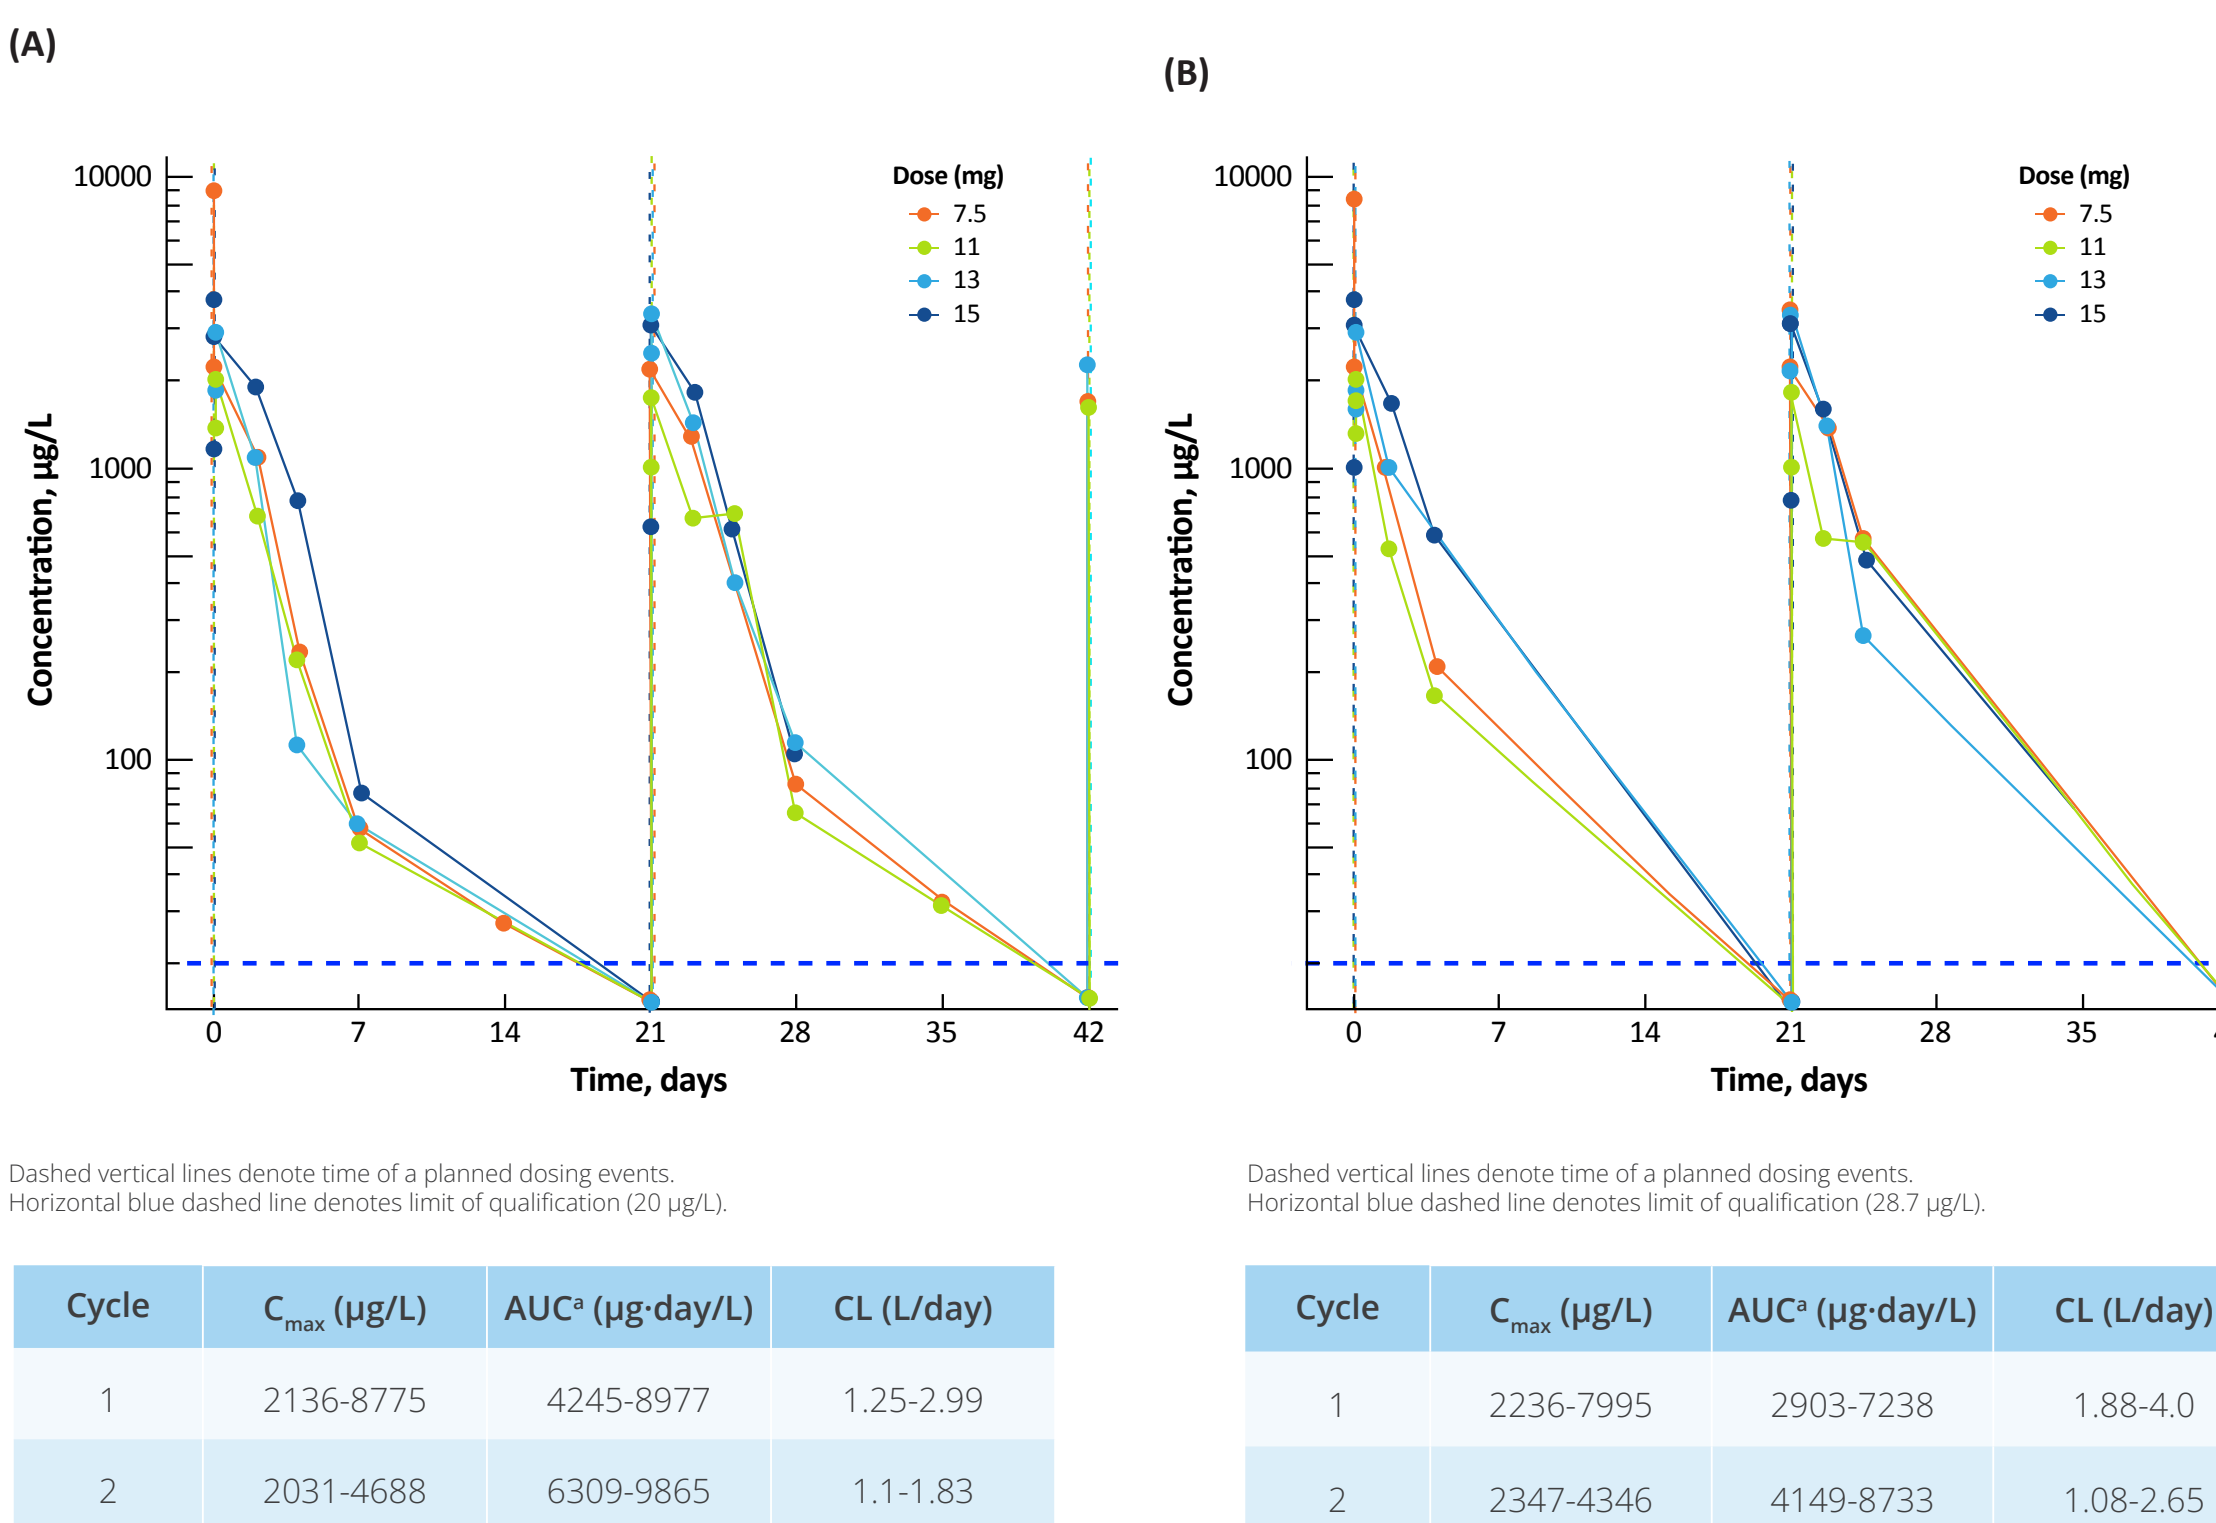 (A)
10000
1000
100
Concentration, µg/L
Dose (mg)
7.5
11
13
15
0 7 14 21 28 35 42
Time, days
Dashed vertical lines denote time of a planned dosing events.
Horizontal blue dashed line denotes limit of qualification (20 µg/L).
Cycle Cmax (µg/L) AUCª (µg·day/L) CL (L/day)
1 2136-8775 4245-8977 1.25-2.99
2 2031-4688 6309-9865 1.1-1.83
(B)
10000
1000
100
Concentration, µg/L
Dose (mg)
7.5
11
13
15
0 7 14 21 28 35
Time, days
Dashed vertical lines denote time of a planned dosing events.
Horizontal blue dashed line denotes limit of qualification (28.7 µg/L).
Cycle Cmax (µg/L) AUCª (µg·day/L) CL (L/day)
1 2236-7995 2903-7238 1.88-4.0
2 2347-4346 4149-8733 1.08-2.65